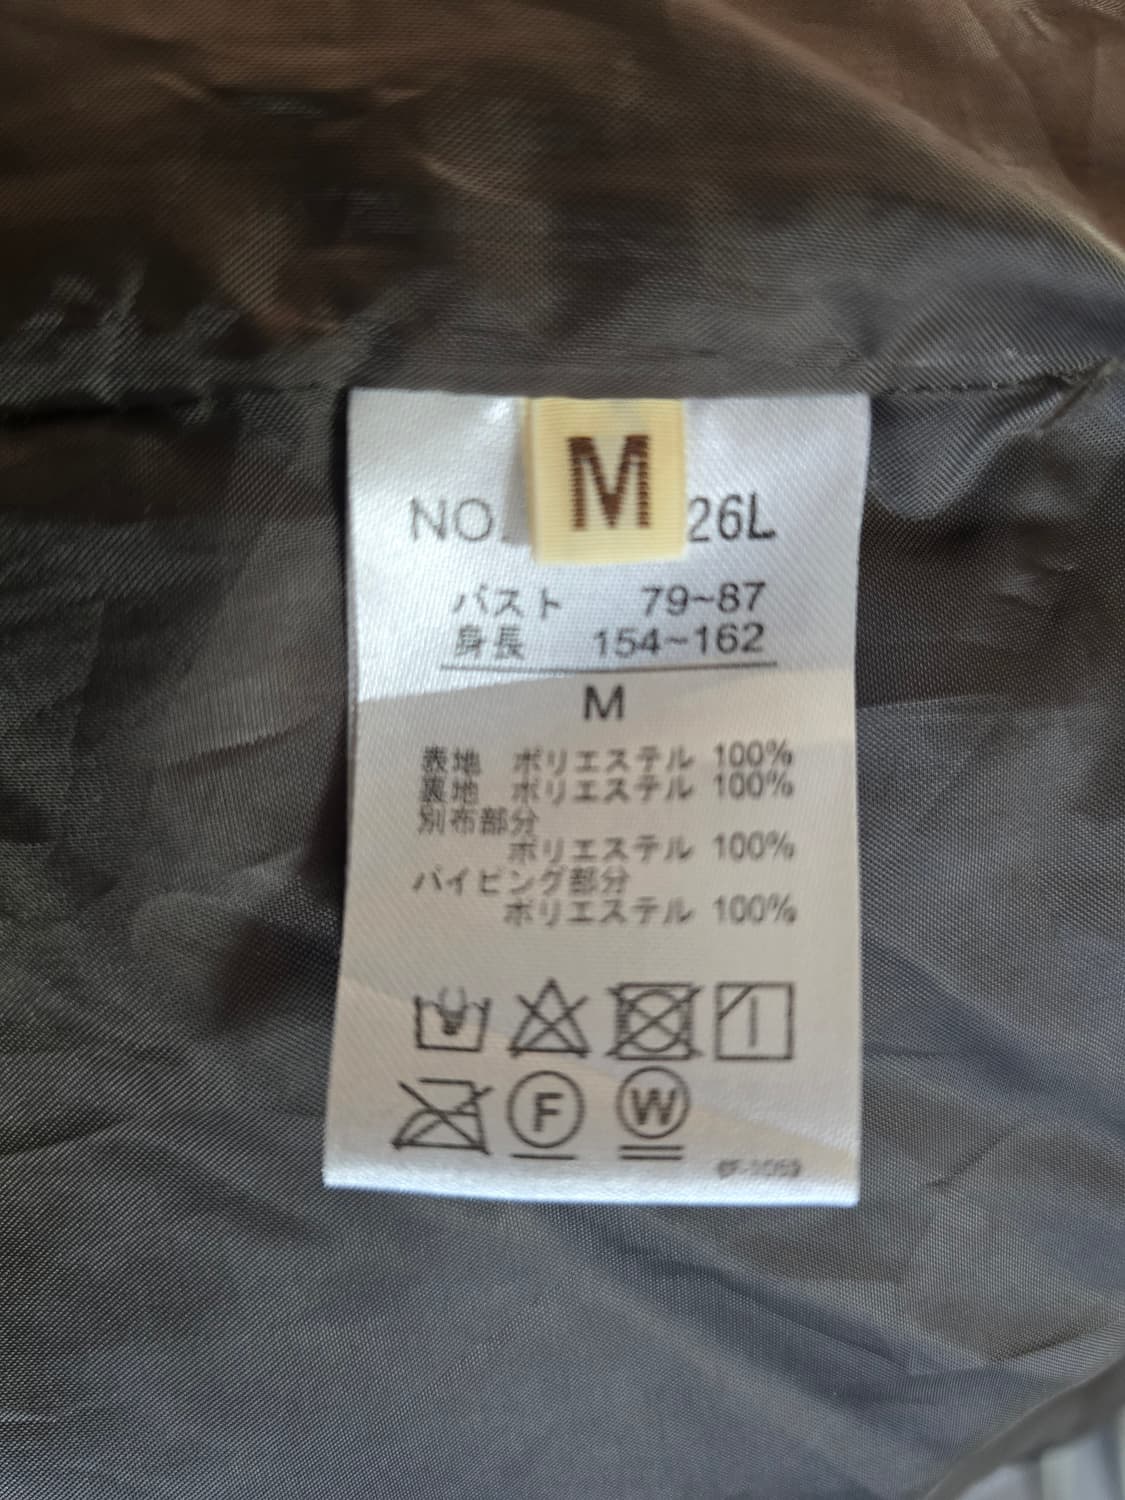 M
NO. 26L
バスト 79~87
身長 154~162
M
表地 ポリエステル 100%
裏地 ポリエステル 100%
別布部分
ポリエステル 100%
パイピング部分
ポリエステル 100%
F
W